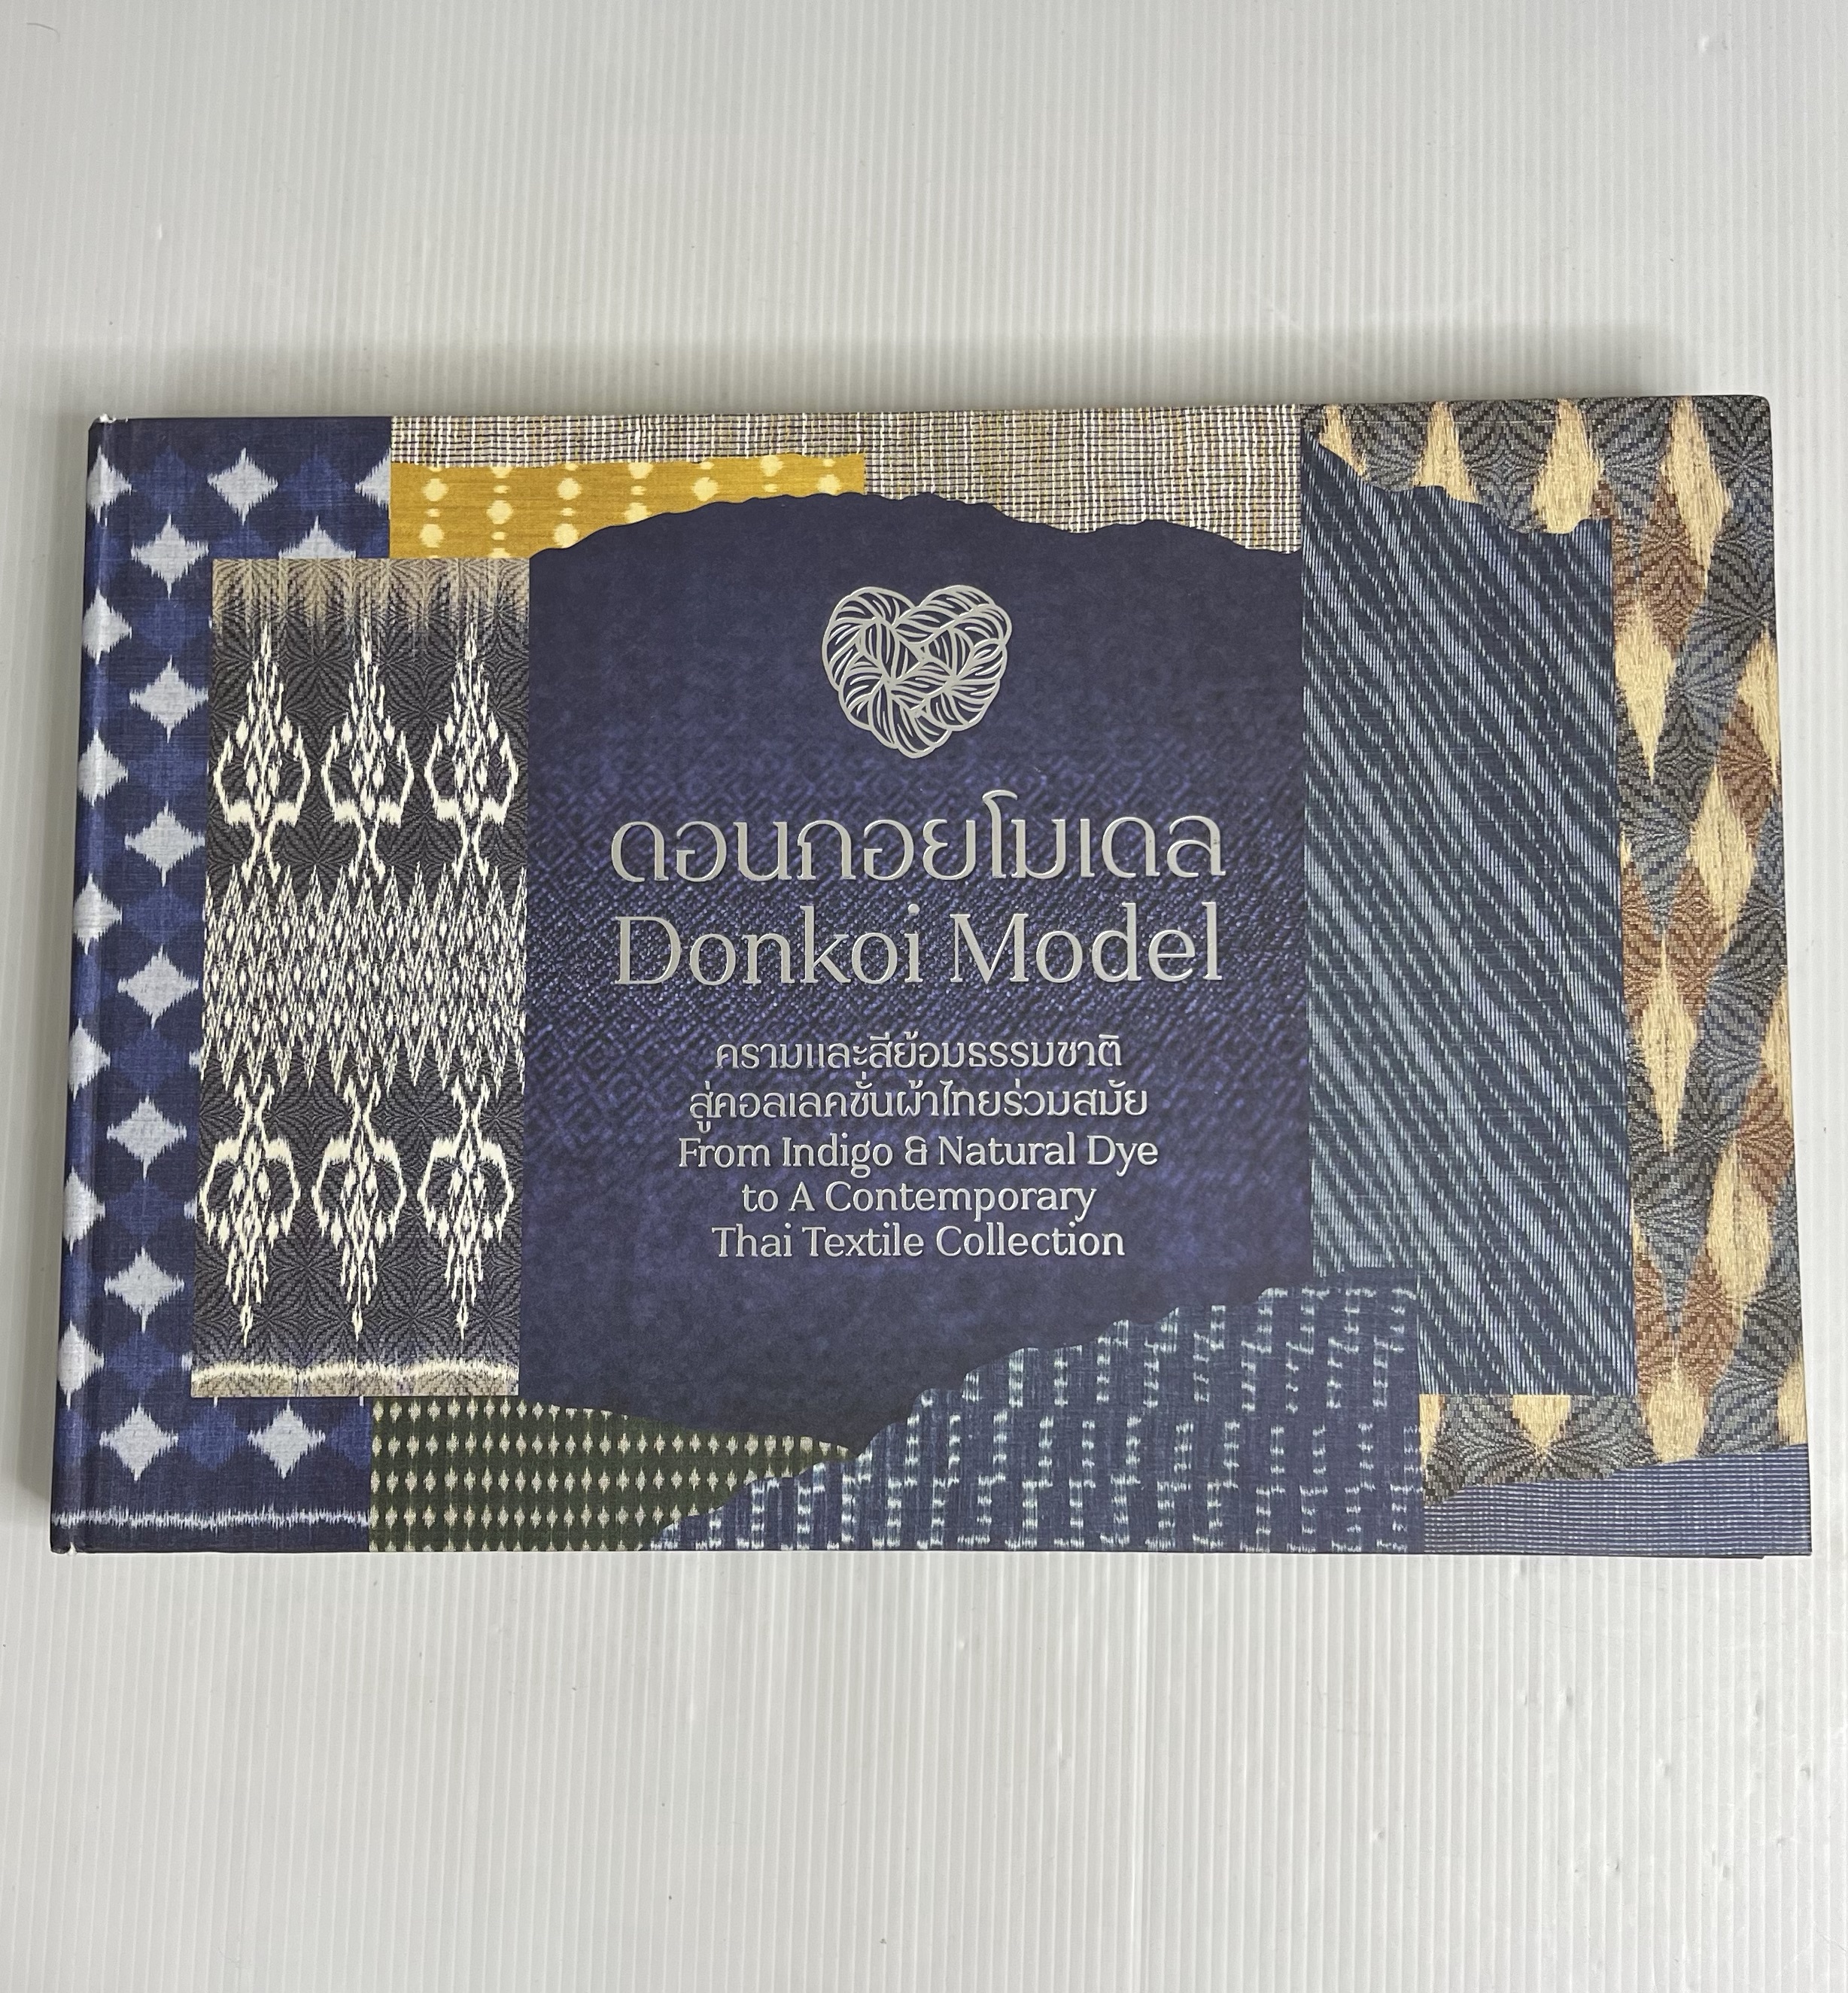 ดอนกอยโมเดล
Donkoi Model
ครามและสีย้อมธรรมชาติ
สู่คอลเลคชั่นผ้าไทยร่วมสมัย
From Indigo & Natural Dye
to A Contemporary
Thai Textile Collection